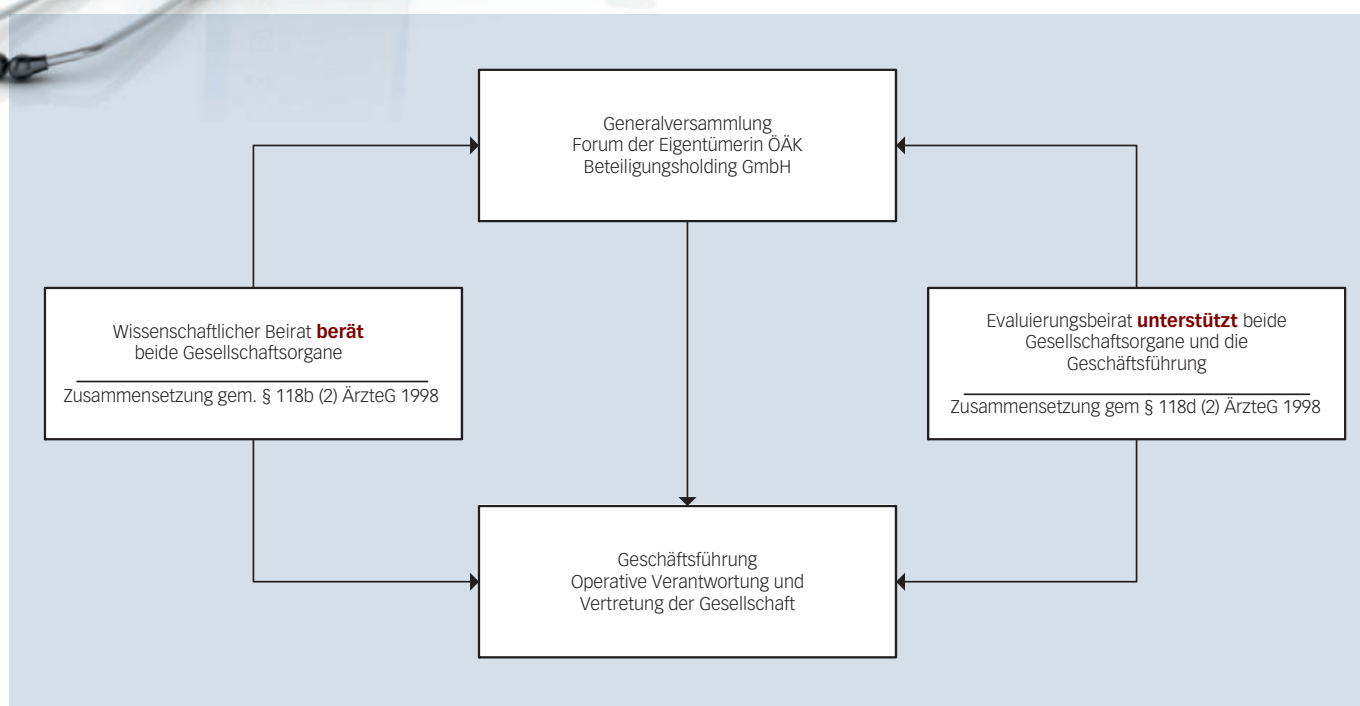 Generalversammlung
Forum der Eigentümerin ÖÄK
Beteiligungsholding GmbH
Wissenschaftlicher Beirat berät
beide Gesellschaftsorgane
Zusammensetzung gem. § 118b (2) ÄrzteG 1998
Evaluierungsbeirat unterstützt beide
Gesellschaftsorgane und die
Geschäftsführung
Zusammensetzung gem § 118d (2) ÄrzteG 1998
Geschäftsführung
Operative Verantwortung und
Vertretung der Gesellschaft